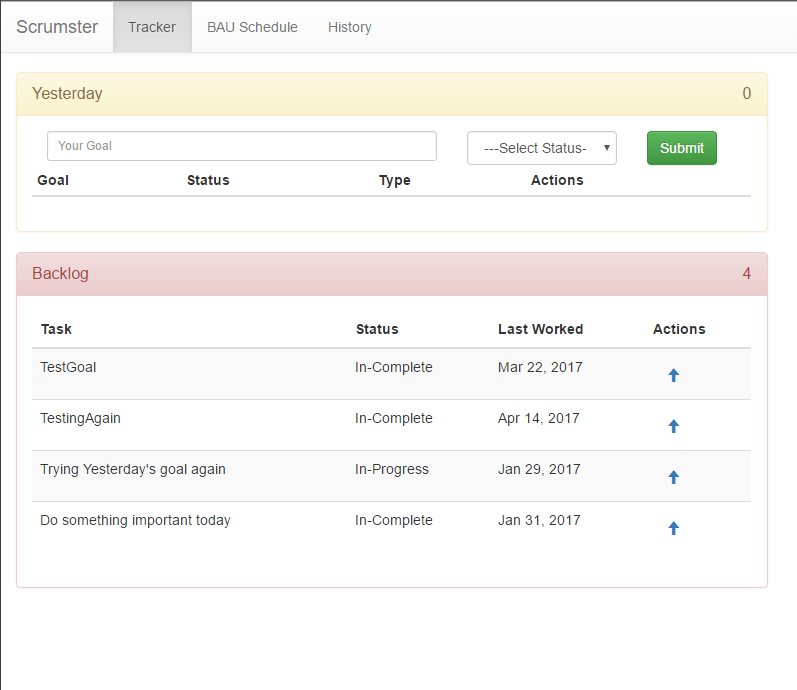 Scrumster Tracker BAU Schedule History
Yesterday 0
Your Goal ---Select Status- Submit
Goal Status Type Actions
Backlog 4
Task Status Last Worked Actions
TestGoal In-Complete Mar 22, 2017
TestingAgain In-Complete Apr 14, 2017
Trying Yesterday's goal again In-Progress Jan 29, 2017
Do something important today In-Complete Jan 31, 2017